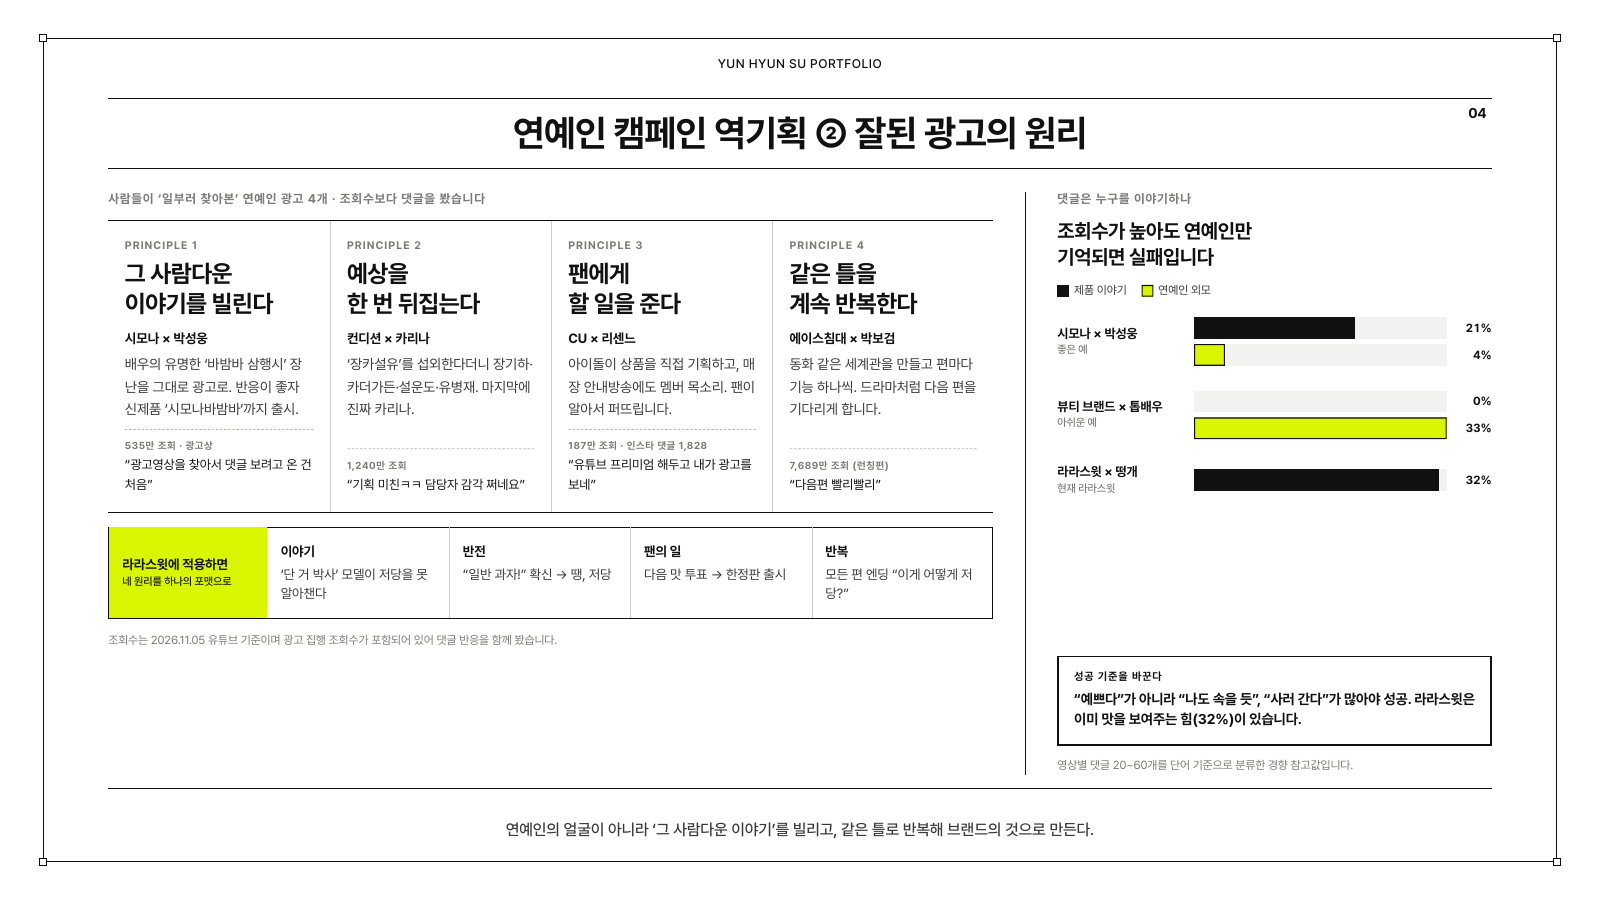 YUN HYUN SU PORTFOLIO
04
연예인 캠페인 역기획 ② 잘된 광고의 원리
사람들이 ‘일부러 찾아본’ 연예인 광고 4개 · 조회수보다 댓글을 봤습니다
PRINCIPLE 1
그 사람다운
이야기를 빌린다
시모나 × 박성웅
배우의 유명한 ‘바밤바 삼행시’ 장
난을 그대로 광고로. 반응이 좋자
신제품 ‘시모나바밤바’까지 출시.
535만 조회 · 광고상
“광고영상을 찾아서 댓글 보려고 온 건
처음”
PRINCIPLE 2
예상을
한 번 뒤집는다
컨디션 × 카리나
‘장카설유’를 섭외한다더니 장기하·
카더가든·설운도·유병재. 마지막에
진짜 카리나.
1,240만 조회
“기획 미친ㅋㅋ 담당자 감각 쩌네요”
PRINCIPLE 3
팬에게
할 일을 준다
CU × 리센느
아이돌이 상품을 직접 기획하고, 매
장 안내방송에도 멤버 목소리. 팬이
알아서 퍼뜨립니다.
187만 조회 · 인스타 댓글 1,828
“유튜브 프리미엄 해두고 내가 광고를
보네”
PRINCIPLE 4
같은 틀을
계속 반복한다
에이스침대 × 박보검
동화 같은 세계관을 만들고 편마다
기능 하나씩. 드라마처럼 다음 편을
기다리게 합니다.
7,689만 조회 (런칭편)
“다음편 빨리빨리”
라라스윗에 적용하면
네 원리를 하나의 포맷으로
이야기
‘단 거 박사’ 모델이 저당을 못
알아챈다
반전
“일반 과자!” 확신 → 땡, 저당
팬의 일
다음 맛 투표 → 한정판 출시
반복
모든 편 엔딩 “이게 어떻게 저
당?”
조회수는 2026.11.05 유튜브 기준이며 광고 집행 조회수가 포함되어 있어 댓글 반응을 함께 봤습니다.
댓글은 누구를 이야기하나
조회수가 높아도 연예인만
기억되면 실패입니다
제품 이야기
연예인 외모
시모나 × 박성웅
좋은 예
21%
4%
뷰티 브랜드 × 톱배우
아쉬운 예
0%
33%
라라스윗 × 떵개
현재 라라스윗
32%
성공 기준을 바꾼다
“예쁘다”가 아니라 “나도 속을 듯”, “사러 간다”가 많아야 성공. 라라스윗은
이미 맛을 보여주는 힘(32%)이 있습니다.
영상별 댓글 20~60개를 단어 기준으로 분류한 경향 참고값입니다.
연예인의 얼굴이 아니라 ‘그 사람다운 이야기’를 빌리고, 같은 틀로 반복해 브랜드의 것으로 만든다.